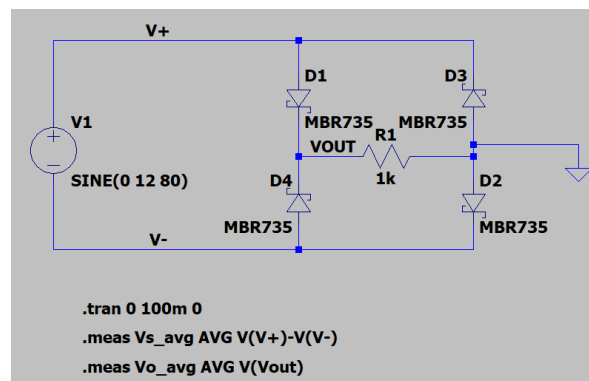 V+
D1
D3
V1
MBR735
MBR735
R1
VOUT
SINE(0 12 80)
D4
1k
D2
MBR735
MBR735
V-
.tran 0 100m 0
.meas Vs_avg AVG V(V+)-V(V-)
.meas Vo_avg AVG V(Vout)